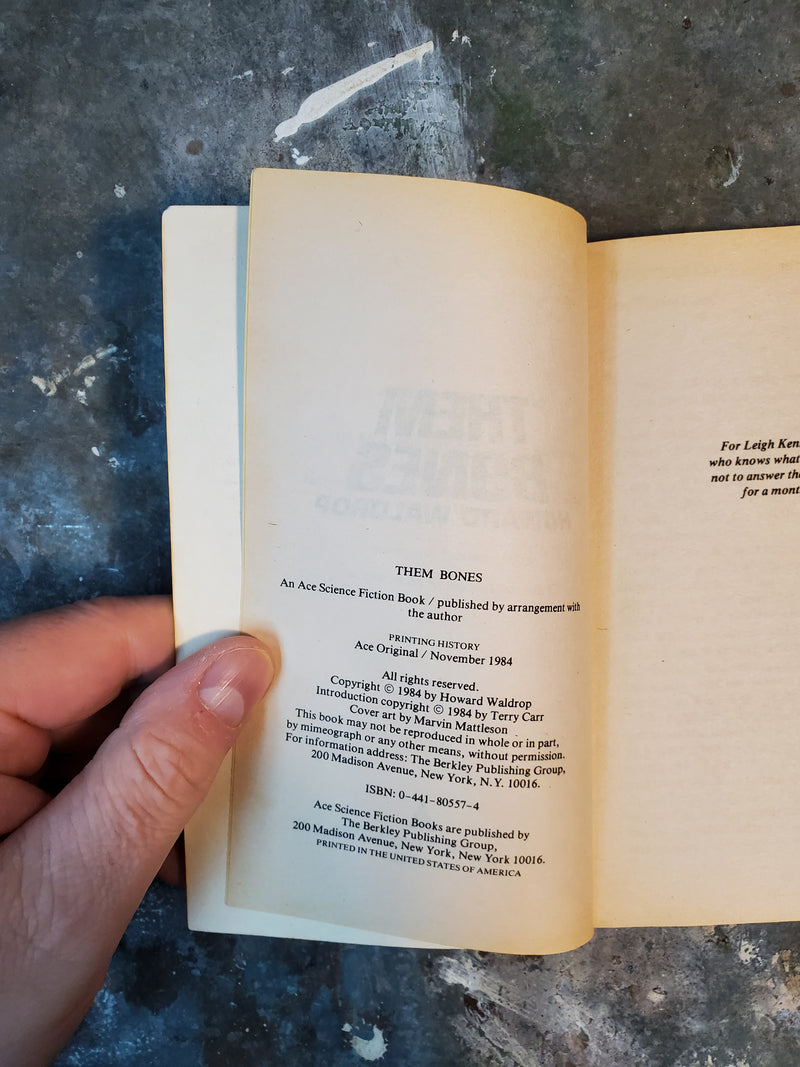 THEM BONES
An Ace Science Fiction Book / published by arrangement with
the author
PRINTING HISTORY
Ace Original / November 1984
All rights reserved.
Copyright © 1984 by Howard Waldrop
Introduction copyright © 1984 by Terry Carr
Cover art by Marvin Mattleson
This book may not be reproduced in whole or in part,
by mimeograph or any other means, without permission.
For information address: The Berkley Publishing Group,
200 Madison Avenue, New York, N.Y. 10016.
ISBN: 0-441-80557-4
Ace Science Fiction Books are published by
The Berkley Publishing Group,
200 Madison Avenue, New York, New York 10016.
PRINTED IN THE UNITED STATES OF AMERICA
For Leigh
who knows what
not to answer
for a